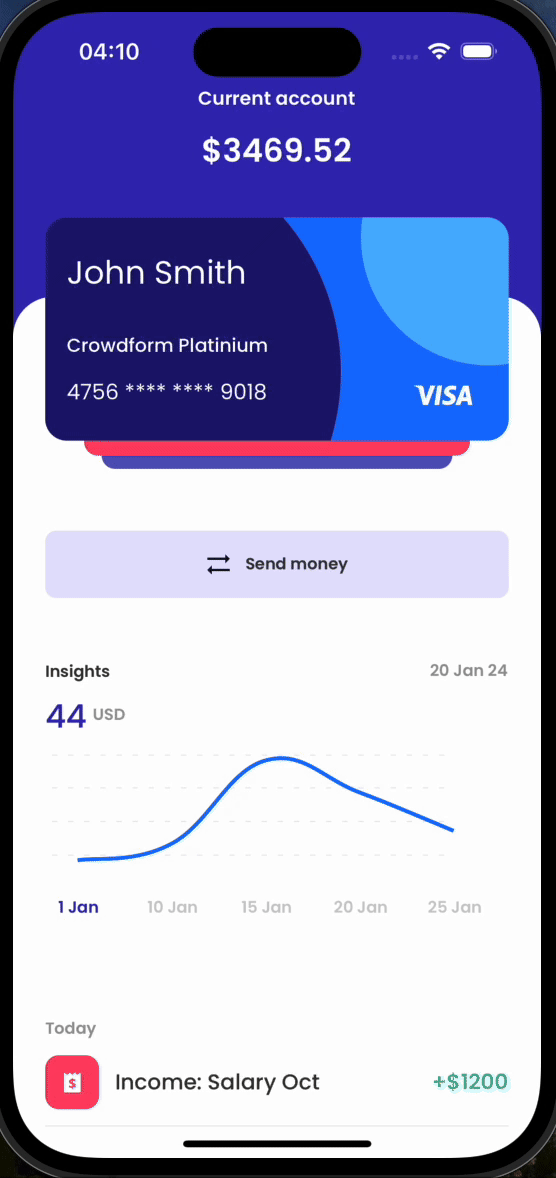 04:10
Current account
$3469.52
John Smith
Crowdform Platinium
4756 **** **** 9018
VISA
Send money
Insights
20 Jan 24
44 USD
1 Jan
10 Jan
15 Jan
20 Jan
25 Jan
Today
$
Income: Salary Oct
+$1200